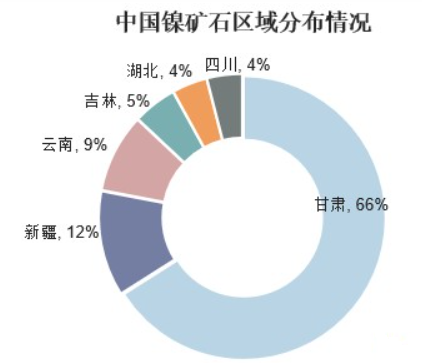 中国镍矿石区域分布情况
四川, 4%
湖北, 4%
吉林, 5%
云南, 9%
甘肃, 66%
新疆, 12%